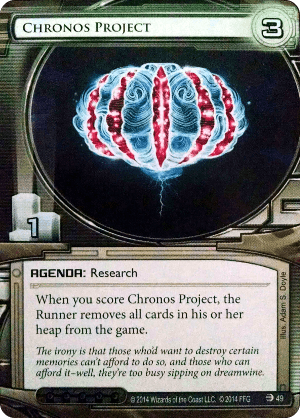 Chronos Project
3
1
Agenda: Research
When you score Chronos Project, the
Runner removes all cards in his or her
heap from the game.
The irony is that those who'd want to destroy certain
memories can't afford to do so, and those who can
afford it–well, they're too busy sipping on dreamwine.
Illus. Adam S. Doyle
© 2014 Wizards of the Coast LLC. © 2014 FFG
49